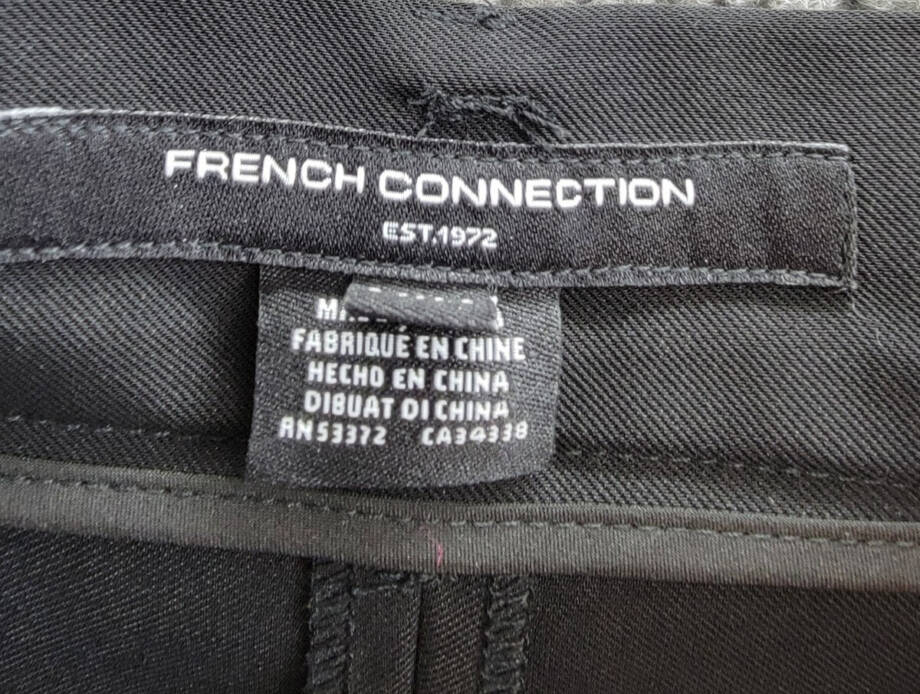 FRENCH CONNECTION
EST.1972
FABRIQUÉ EN CHINE
HECHO EN CHINA
DIBUAT DI CHINA
RN53372 CA34338